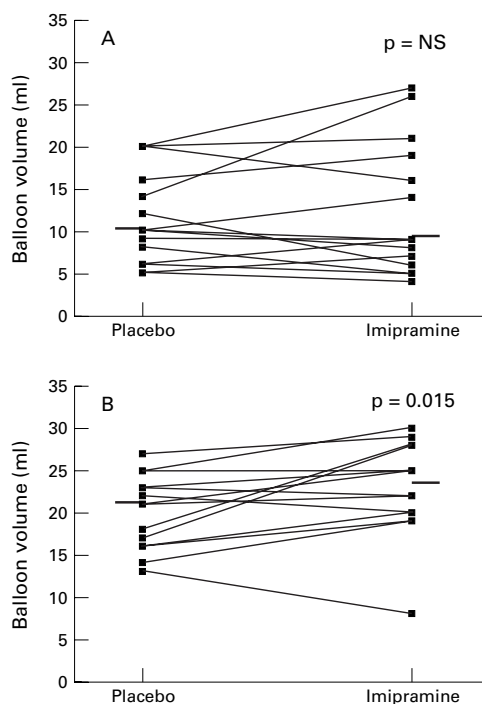 A
p = NS
Balloon volume (ml)
35
30
25
20
15
10
5
0
Placebo
Imipramine
B
p = 0.015
Balloon volume (ml)
35
30
25
20
15
10
5
0
Placebo
Imipramine